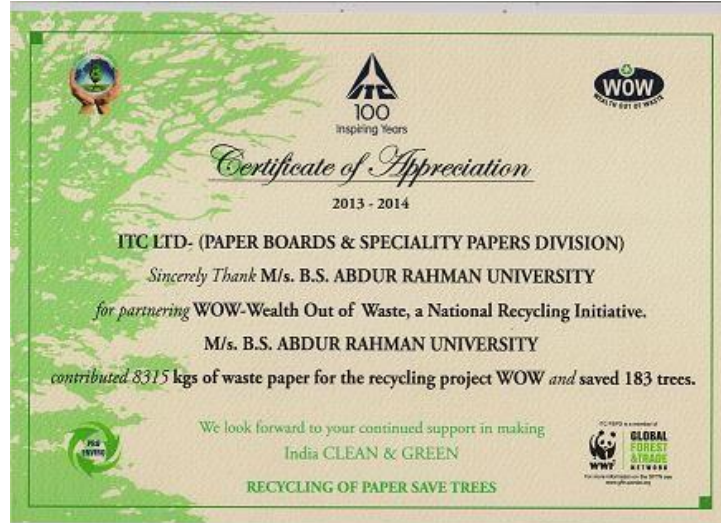 ITC
100
Inspiring Years
WOW
WEALTH OUT OF WASTE
Certificate of Appreciation
2013 - 2014
ITC LTD- (PAPER BOARDS & SPECIALITY PAPERS DIVISION)
Sincerely Thank M/s. B.S. ABDUR RAHMAN UNIVERSITY
for partnering WOW-Wealth Out of Waste, a National Recycling Initiative.
M/s. B.S. ABDUR RAHMAN UNIVERSITY
contributed 8315 kgs of waste paper for the recycling project WOW and saved 183 trees.
We look forward to your continued support in making
India CLEAN & GREEN
RECYCLING OF PAPER SAVE TREES
WWF
GLOBAL
FOREST
&TRADE
NETWORK